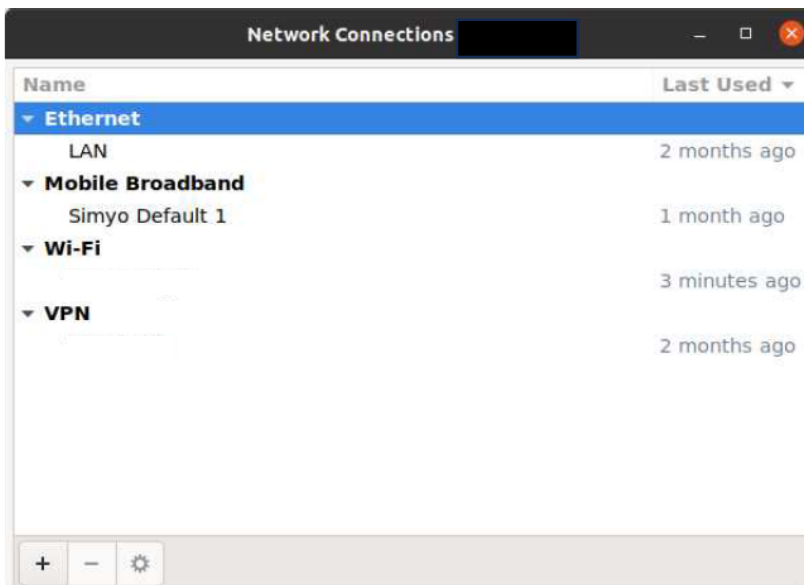 Network Connections
Name Last Used
Ethernet
LAN 2 months ago
Mobile Broadband
Simyo Default 1 1 month ago
Wi-Fi
3 minutes ago
VPN
2 months ago